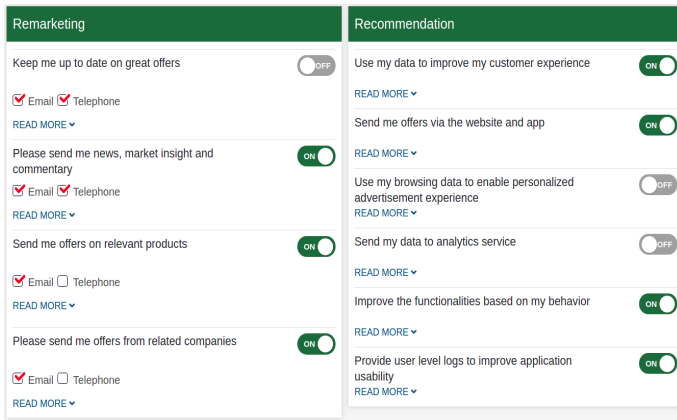 Remarketing
Keep me up to date on great offers
OFF
Email Telephone
READ MORE
Please send me news, market insight and
commentary
ON
Email Telephone
READ MORE
Send me offers on relevant products
ON
Email Telephone
READ MORE
Please send me offers from related companies
ON
Email Telephone
READ MORE
Recommendation
Use my data to improve my customer experience
ON
READ MORE
Send me offers via the website and app
ON
READ MORE
Use my browsing data to enable personalized
advertisement experience
OFF
READ MORE
Send my data to analytics service
OFF
READ MORE
Improve the functionalities based on my behavior
ON
READ MORE
Provide user level logs to improve application
usability
ON
READ MORE